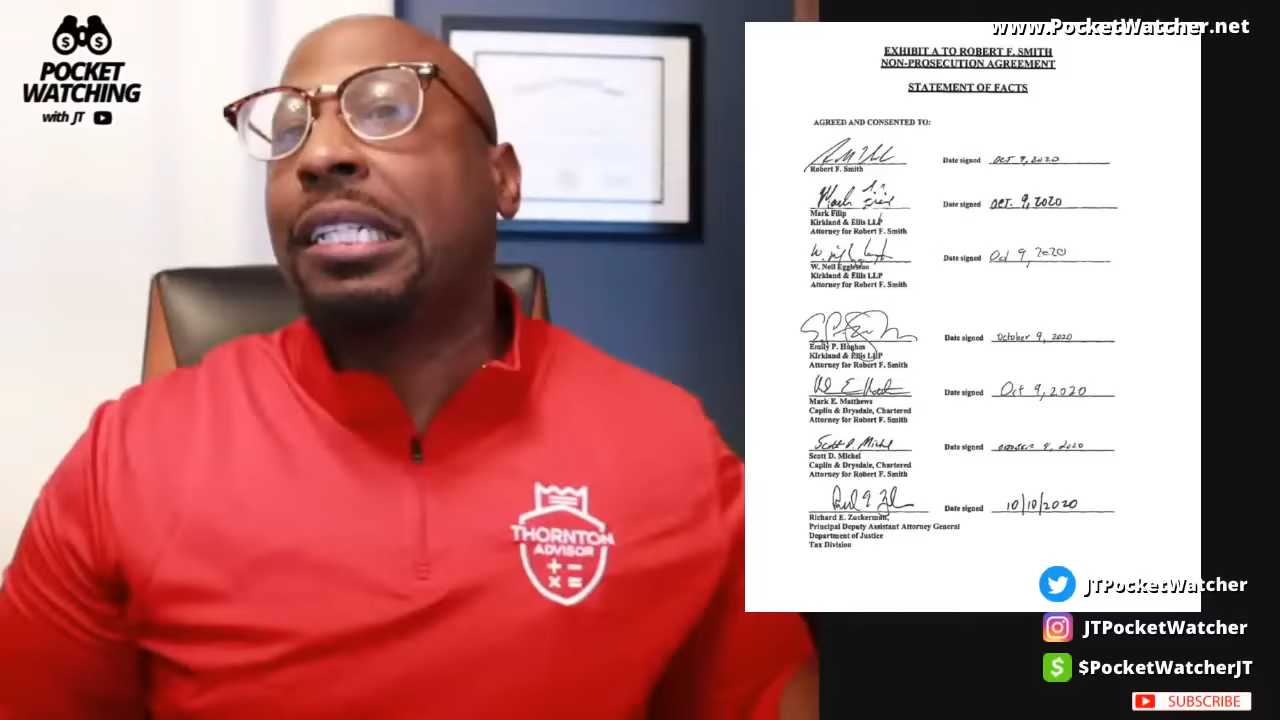 POCKET
WATCHING
with JT
www.PocketWatcher.net
EXHIBIT A TO ROBERT F. SMITH
NON-PROSECUTION AGREEMENT
STATEMENT OF FACTS
AGREED AND CONSENTED TO:
Robert F. Smith
Date signed OCT 9, 2020
Mark Filip
Kirkland & Ellis LLP
Attorney for Robert F. Smith
Date signed OCT. 9, 2020
W. Neil Eggleston
Kirkland & Ellis LLP
Attorney for Robert F. Smith
Date signed Oct 9, 2020
Emily P. Hughes
Kirkland & Ellis LLP
Attorney for Robert F. Smith
Date signed October 9, 2020
Mark E. Matthews
Caplin & Drysdale, Chartered
Attorney for Robert F. Smith
Date signed Oct 9, 2020
Scott D. Michel
Scott D. Michel
Caplin & Drysdale, Chartered
Attorney for Robert F. Smith
Date signed OCTOBER 9, 2020
Richard E. Zuckerman,
Principal Deputy Assistant Attorney General
Department of Justice
Tax Division
Date signed 10/10/2020
THORNTON
ADVISOR
JTPocketWatcher
JTPocketWatcher
$PocketWatcherJT
SUBSCRIBE